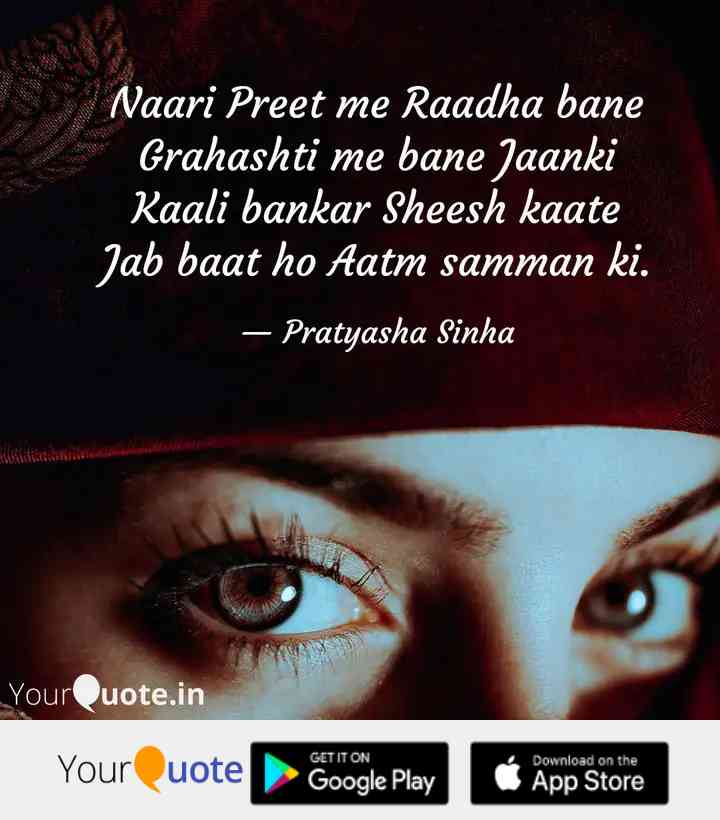 Naari Preet me Raadha bane
Grahashti me bane Jaanki
Kaali bankar Sheesh kaate
Jab baat ho Aatm samman ki.
— Pratyasha Sinha
YourQuote.in
YourQuote
GET IT ON
Google Play
Download on the
App Store